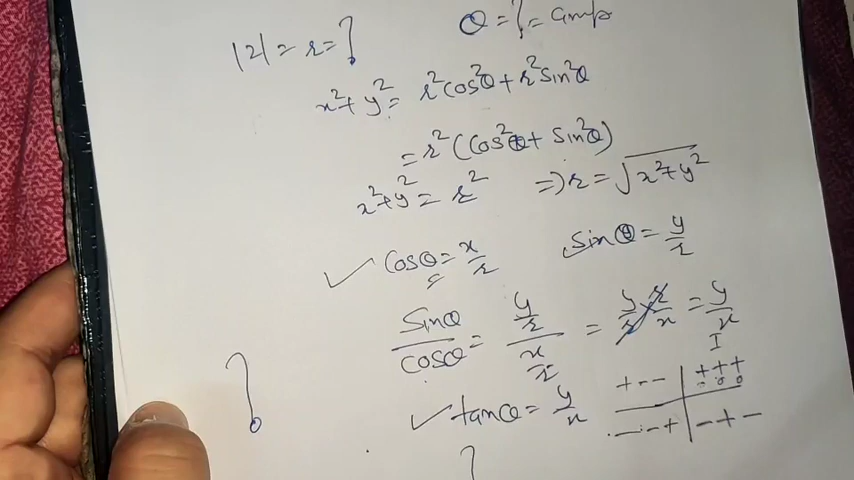 |z| = r = ?   θ = ? = amp
x² + y² = r²cos²θ + r²sin²θ
= r²(cos²θ + sin²θ)
x² + y² = r²   ⇒ r = √x² + y²
✓ cosθ = x/r   sinθ = y/r
sinθ/cosθ = (y/r)/(x/r) = y/r × r/x = y/x
I
+ - -   + + +
✓ tanθ = y/x   - - +   - + -
?
?